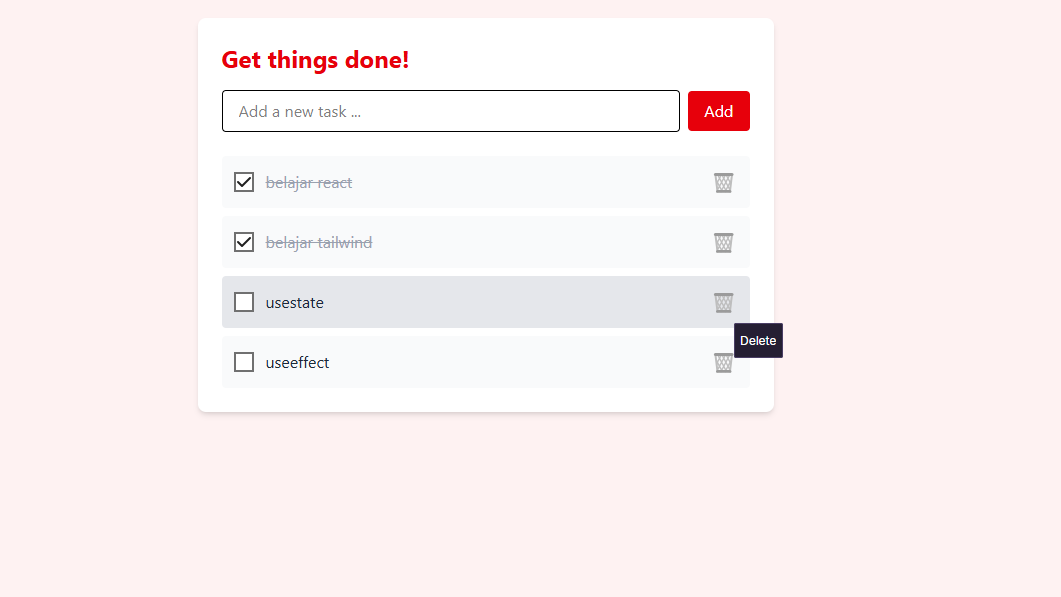 Get things done!
Add a new task ...
Add
belajar react
belajar tailwind
usestate
Delete
useeffect